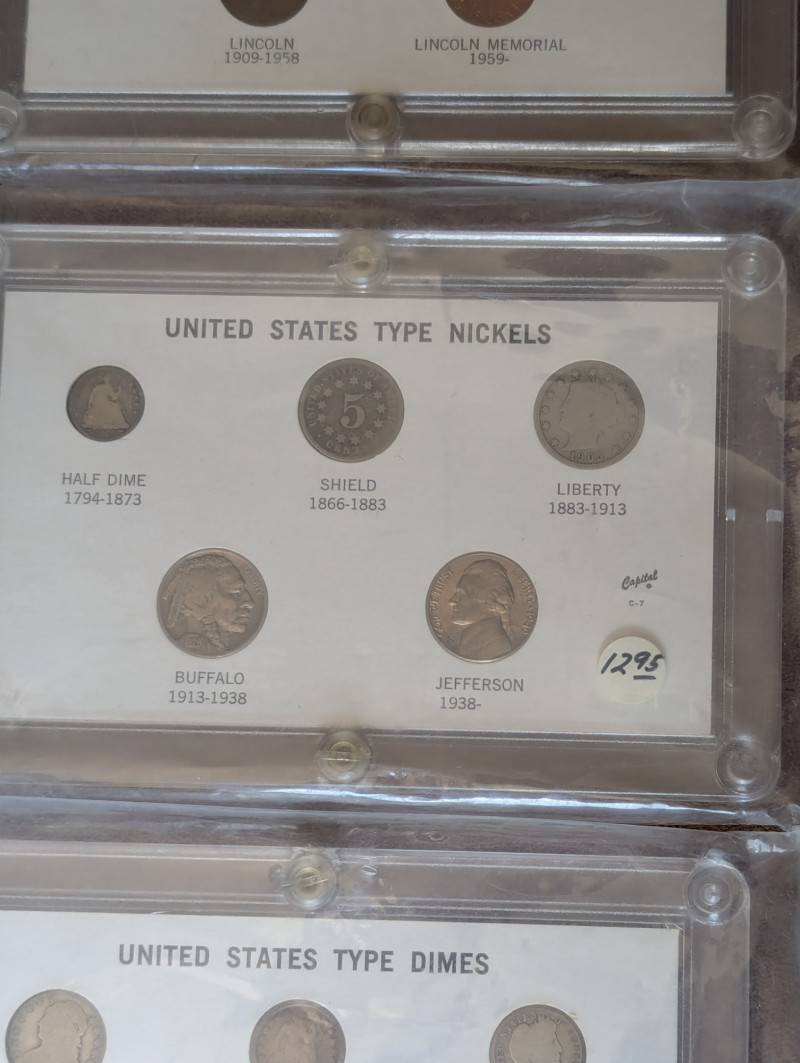 LINCOLN
1909-1958
LINCOLN MEMORIAL
1959-
UNITED STATES TYPE NICKELS
5
HALF DIME
1794-1873
SHIELD
1866-1883
LIBERTY
1883-1913
BUFFALO
1913-1938
JEFFERSON
1938-
Capital
C-7
1295
UNITED STATES TYPE DIMES